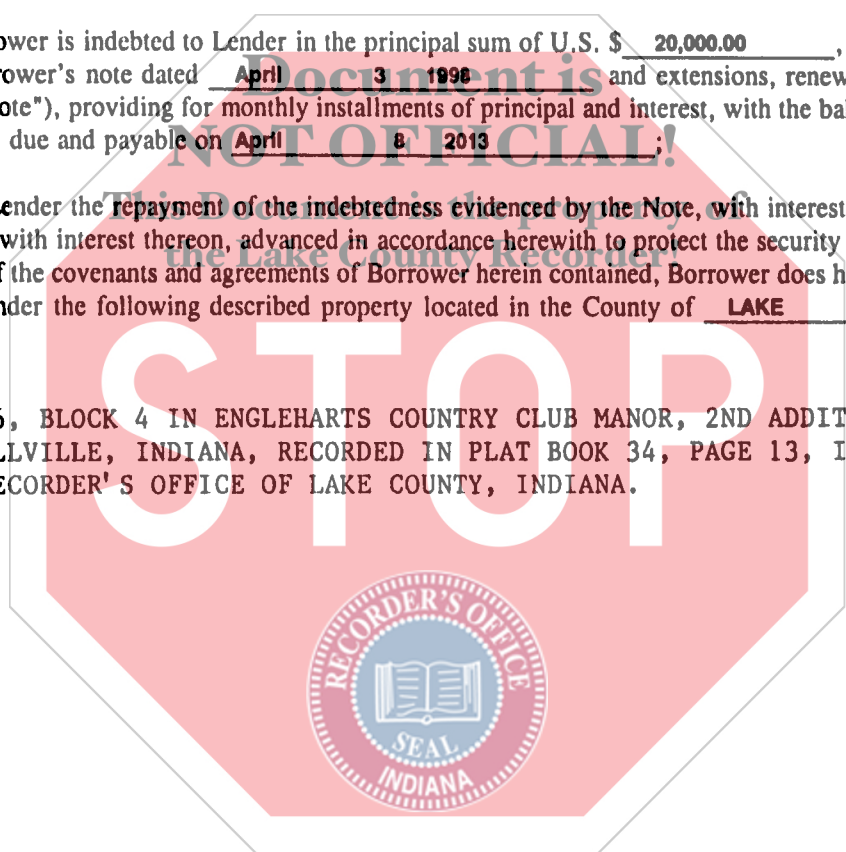 ower is indebted to Lender in the principal sum of U.S. $ 20,000.00 ,
rower's note dated April 3 1998 and extensions, renew
ote"), providing for monthly installments of principal and interest, with the bal
due and payable on April 8 2013 ;
Document is
NOT OFFICIAL!
This Document is the property of
the Lake County Recorder!
ender the repayment of the indebtedness evidenced by the Note, with interest
with interest thereon, advanced in accordance herewith to protect the security
f the covenants and agreements of Borrower herein contained, Borrower does h
nder the following described property located in the County of LAKE
STOP
, BLOCK 4 IN ENGLEHARTS COUNTRY CLUB MANOR, 2ND ADDIT
LLVILLE, INDIANA, RECORDED IN PLAT BOOK 34, PAGE 13, I
ECORDER'S OFFICE OF LAKE COUNTY, INDIANA.
RECORDER'S OFFICE
SEAL
INDIANA